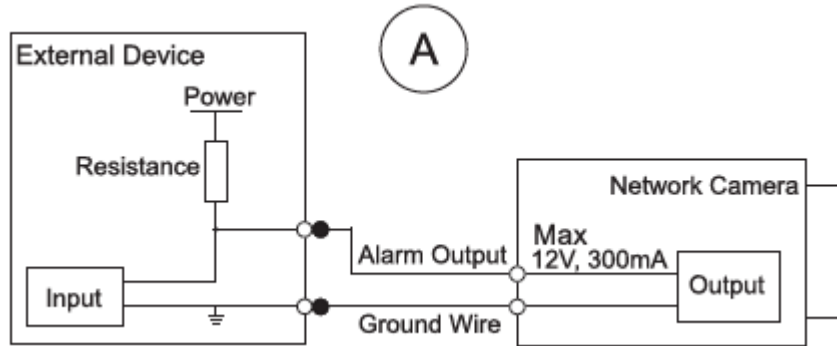 A
External Device
Power
Resistance
Network Camera
Max
Alarm Output
12V, 300mA
Input
Output
Ground Wire